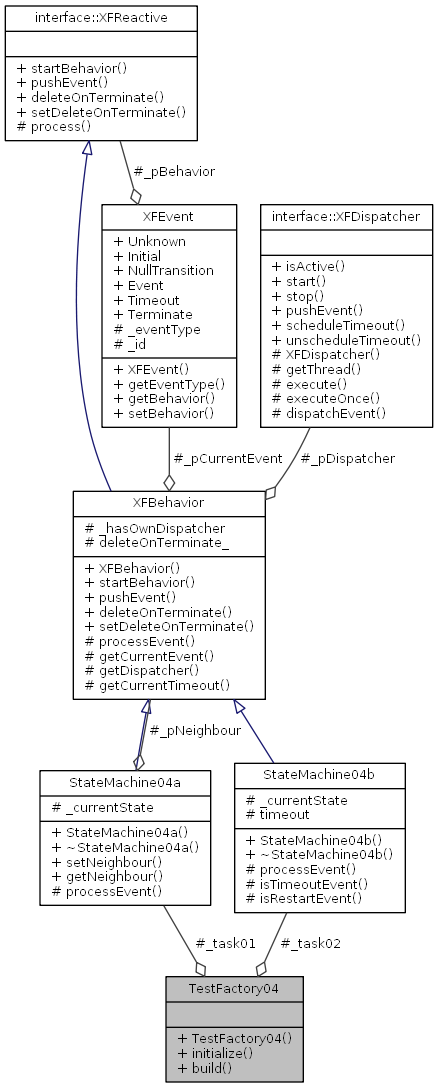 interface::XFReactive
+ startBehavior()
+ pushEvent()
+ deleteOnTerminate()
+ setDeleteOnTerminate()
# process()
#_pBehavior
XFEvent
+ Unknown
+ Initial
+ NullTransition
+ Event
+ Timeout
+ Terminate
# _eventType
# _id
+ XFEvent()
+ getEventType()
+ getBehavior()
+ setBehavior()
interface::XFDispatcher
+ isActive()
+ start()
+ stop()
+ pushEvent()
+ scheduleTimeout()
+ unscheduleTimeout()
# XFDispatcher()
# getThread()
# execute()
# executeOnce()
# dispatchEvent()
#_pCurrentEvent
#_pDispatcher
XFBehavior
# _hasOwnDispatcher
# deleteOnTerminate_
+ XFBehavior()
+ startBehavior()
+ pushEvent()
+ deleteOnTerminate()
+ setDeleteOnTerminate()
# processEvent()
# getCurrentEvent()
# getDispatcher()
# getCurrentTimeout()
#_pNeighbour
StateMachine04a
# _currentState
+ StateMachine04a()
+ ~StateMachine04a()
+ setNeighbour()
+ getNeighbour()
# processEvent()
StateMachine04b
# _currentState
# timeout
+ StateMachine04b()
+ ~StateMachine04b()
# processEvent()
# isTimeoutEvent()
# isRestartEvent()
#_task01
#_task02
TestFactory04
+ TestFactory04()
+ initialize()
+ build()